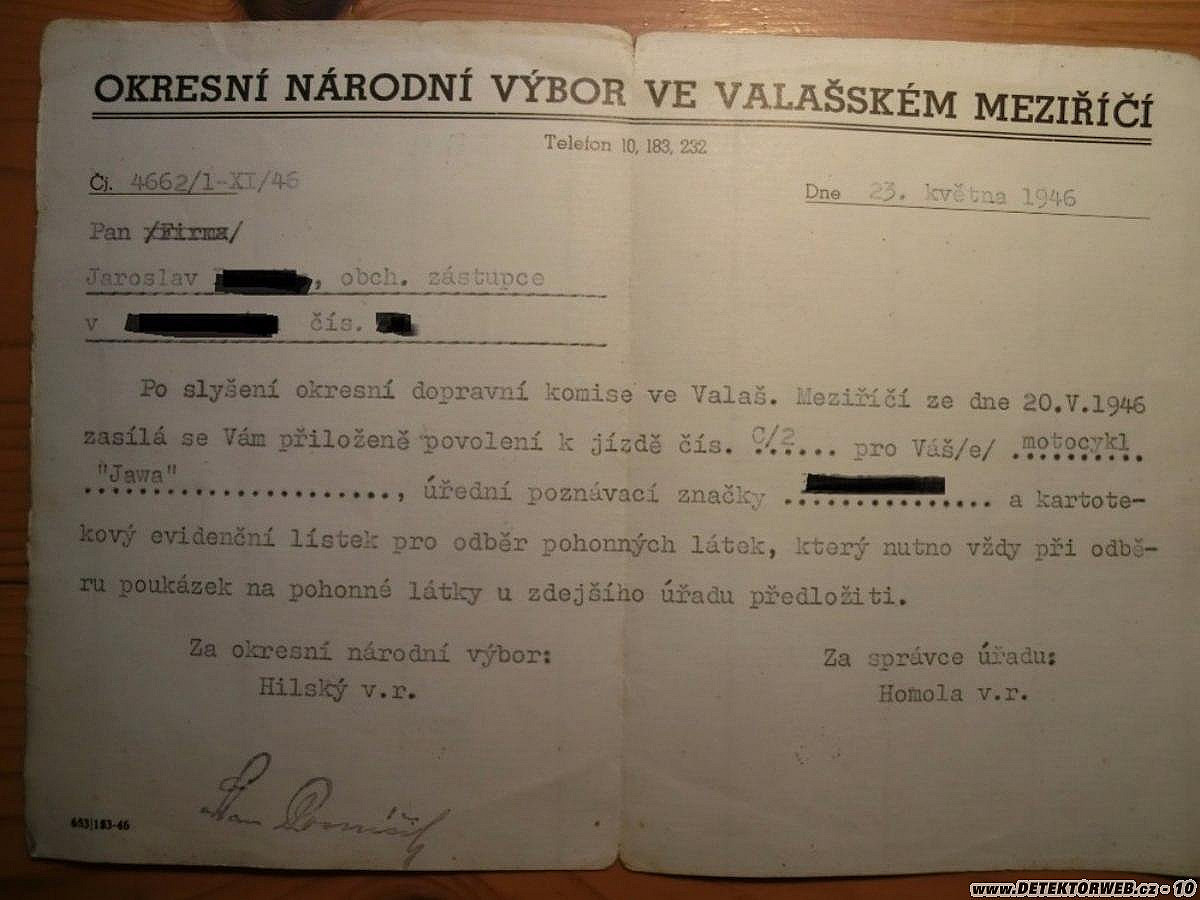 OKRESNÍ NÁRODNÍ VÝBOR VE VALAŠSKÉM MEZIŘÍČÍ
Telefon 10, 183, 232
Čj. 4662/1-XI/46
Dne 23. května 1946
Pan /Firma/
Jaroslav , obch. zástupce
v čís.
Po slyšení okresní dopravní komise ve Valaš. Meziříčí ze dne 20.V.1946
zasílá se Vám přiloženě povolení k jízdě čís. C/2 pro Váš/e/ motocykl
"Jawa" , úřední poznávací značky a kartote-
kový evidenční lístek pro odběr pohonných látek, který nutno vždy při odbě-
ru poukázek na pohonné látky u zdejšího úřadu předložiti.
Za okresní národní výbor:
Hilský v.r.
Za správce úřadu:
Homola v.r.
www.DETEKTORWEB.cz - 10